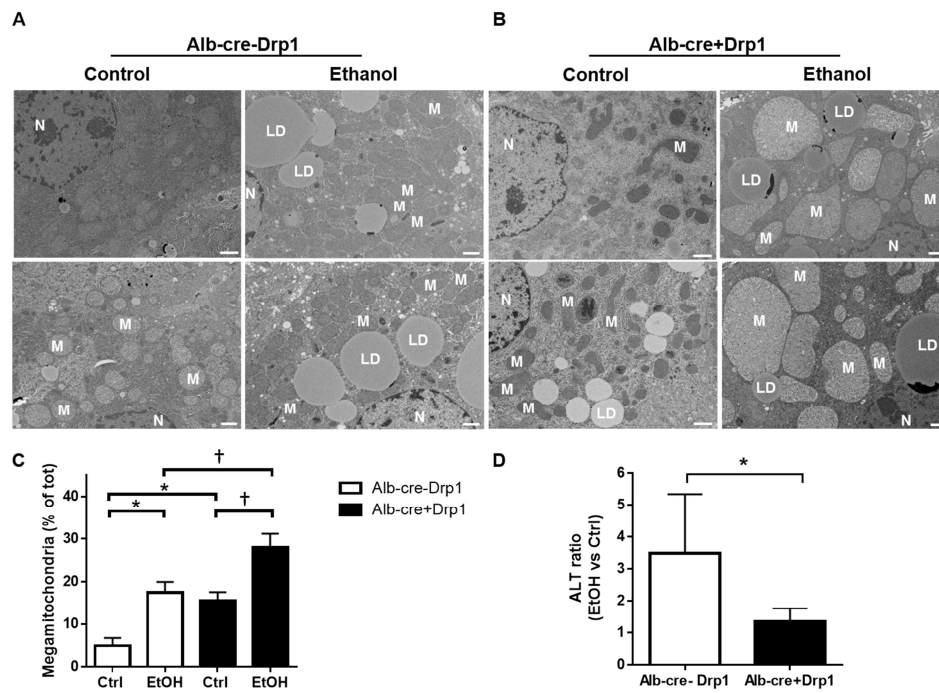 A
B
Alb-cre-Drp1
Alb-cre+Drp1
Control
Ethanol
Control
Ethanol
N
LD
LD
N
M
M
M
M
N
M
M
LD
LD
M
M
M
M
N
M
M
M
M
N
M
M
M
LD
LD
M
N
N
M
M
M
M
LD
M
M
LD
M
M
LD
N
C
D
Megamitochondria (% of tot)
40
30
20
10
0
*
*
†
†
Ctrl
EtOH
Ctrl
EtOH
Alb-cre-Drp1
Alb-cre+Drp1
ALT ratio
(EtOH vs Ctrl)
6
5
4
3
2
1
0
*
Alb-cre- Drp1
Alb-cre+Drp1